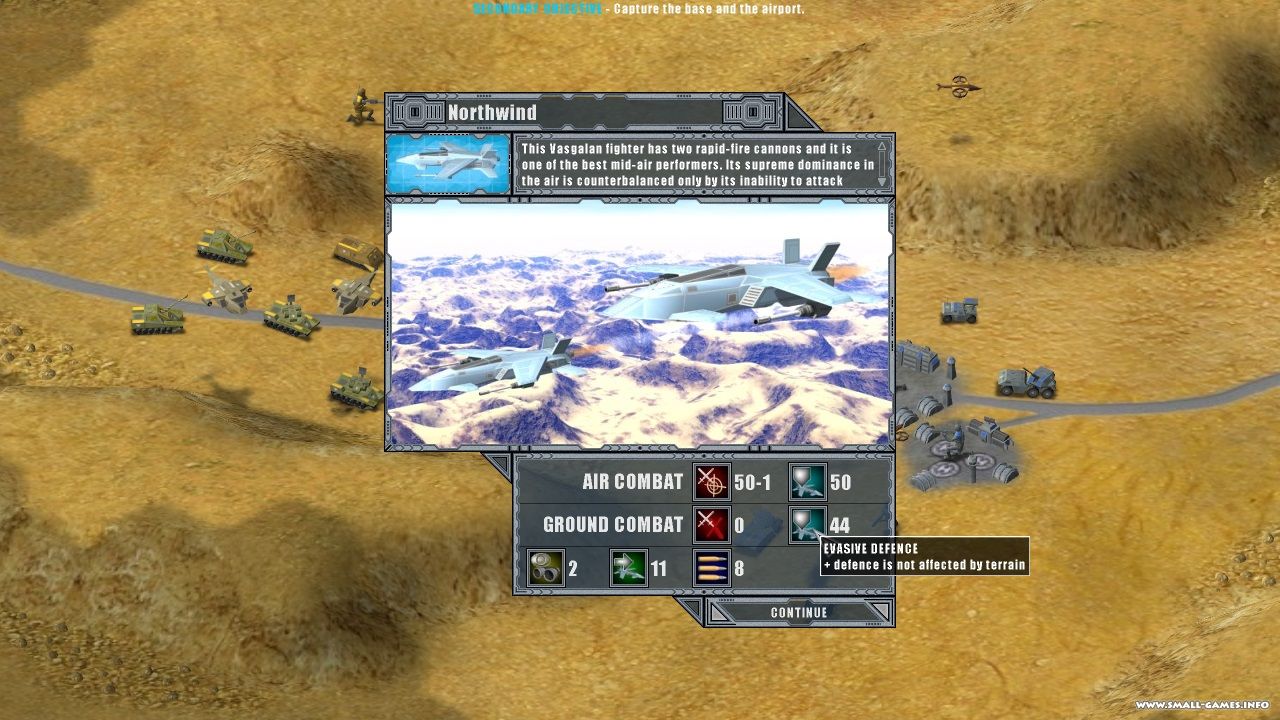 SECONDARY OBJECTIVE - Capture the base and the airport.
Northwind
This Vasgalan fighter has two rapid-fire cannons and it is
one of the best mid-air performers. Its supreme dominance in
the air is counterbalanced only by its inability to attack
AIR COMBAT 50-1 50
GROUND COMBAT 0 44
EVASIVE DEFENCE
+ defence is not affected by terrain
2 11 8
CONTINUE
WWW.SMALL-GAMES.INFO